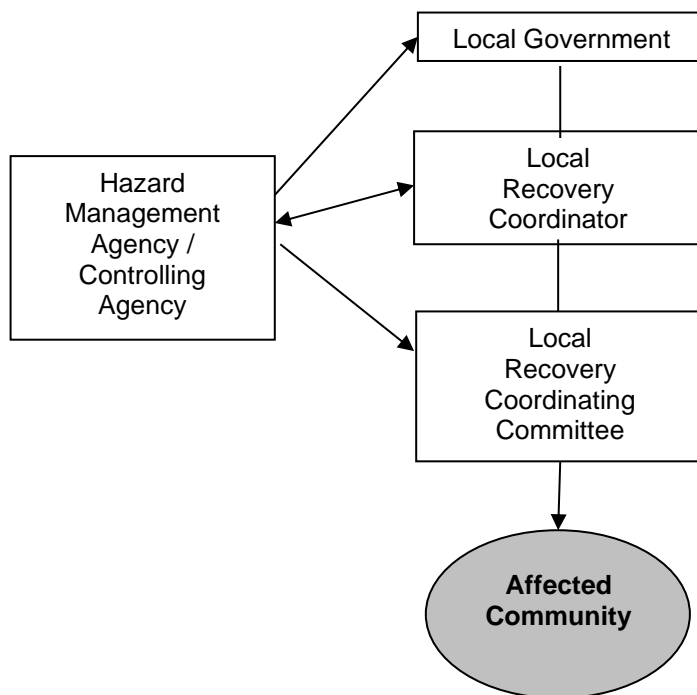 Local Government
Hazard
Management
Agency /
Controlling
Agency
Local
Recovery
Coordinator
Local
Recovery
Coordinating
Committee
Affected
Community